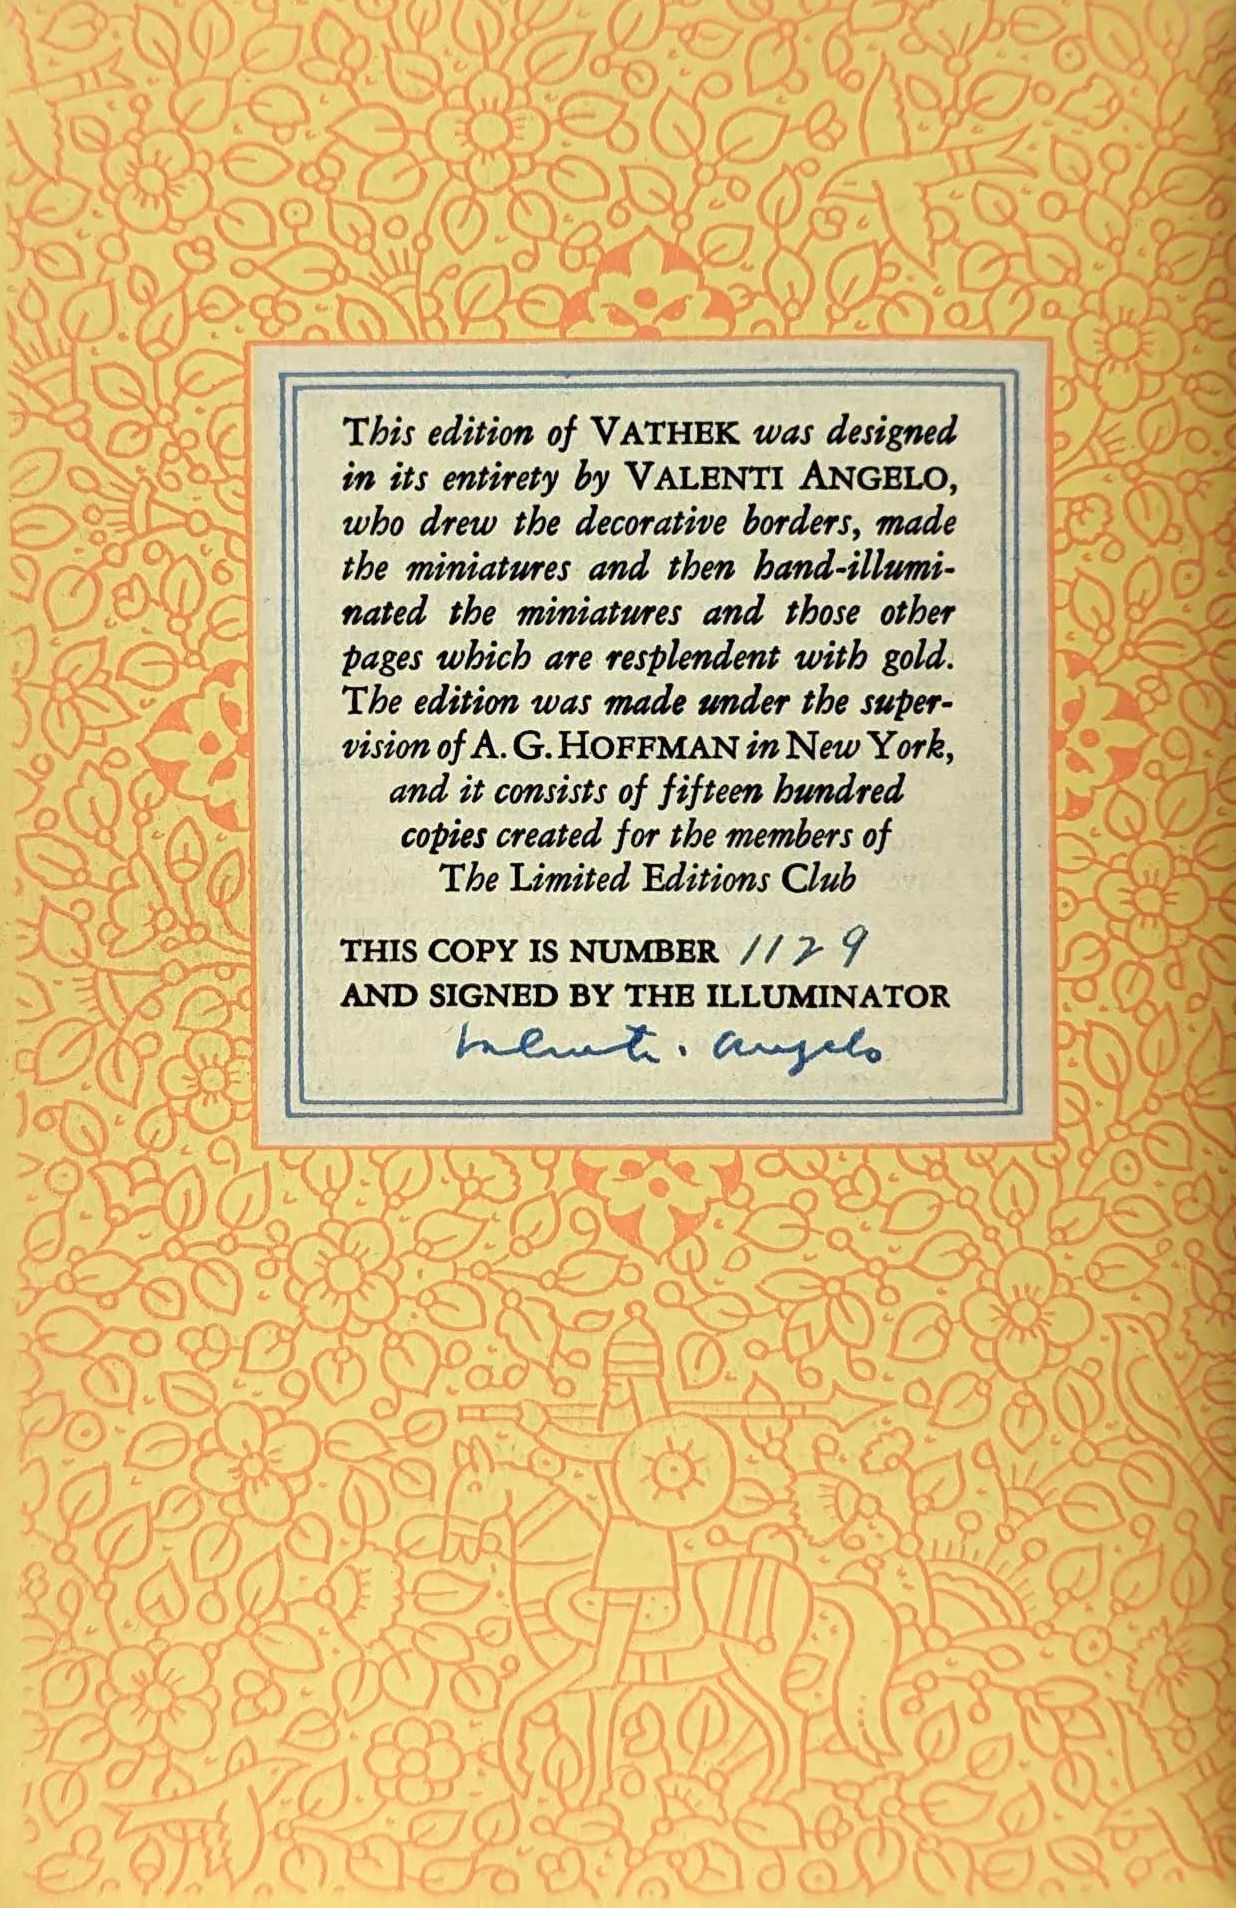 This edition of VATHEK was designed
in its entirety by VALENTI ANGELO,
who drew the decorative borders, made
the miniatures and then hand-illumi-
nated the miniatures and those other
pages which are resplendent with gold.
The edition was made under the super-
vision of A. G. HOFFMAN in New York,
and it consists of fifteen hundred
copies created for the members of
The Limited Editions Club
THIS COPY IS NUMBER 1129
AND SIGNED BY THE ILLUMINATOR
Valenti Angelo